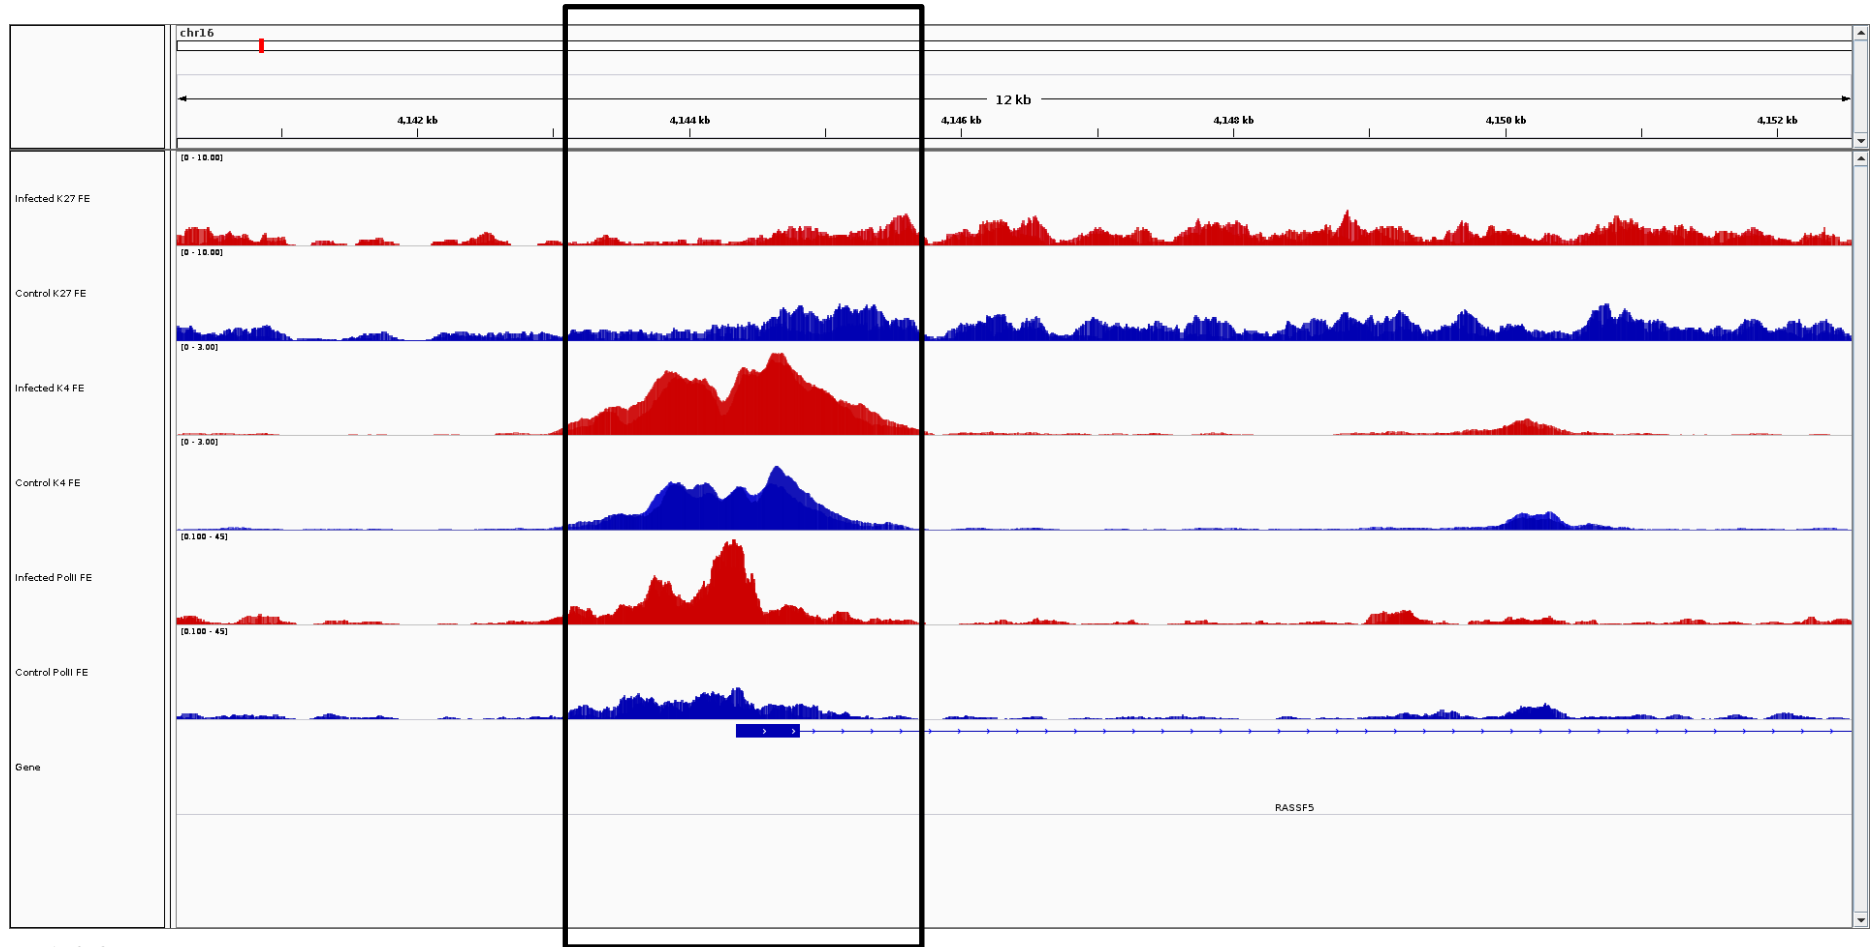 chr16
12 kb
4,142 kb 4,144 kb 4,146 kb 4,148 kb 4,150 kb 4,152 kb
[0 - 10.00]
Infected K27 FE
[0 - 10.00]
Control K27 FE
[0 - 3.00]
Infected K4 FE
[0 - 3.00]
Control K4 FE
[0.100 - 45]
Infected PolII FE
[0.100 - 45]
Control PolII FE
Gene
RASSF5